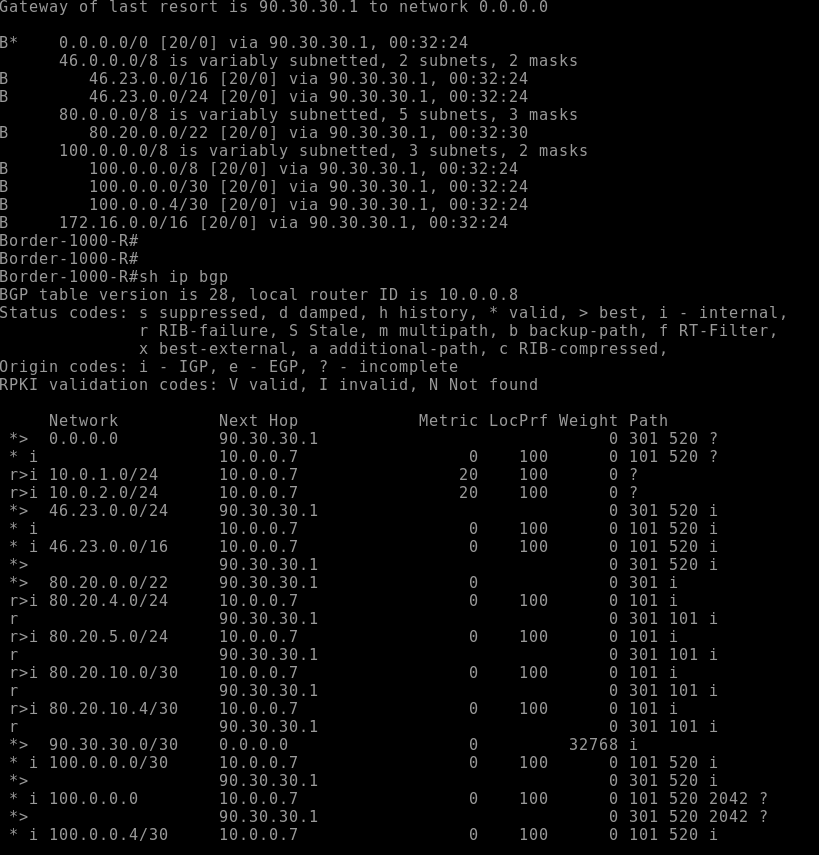 Gateway of last resort is 90.30.30.1 to network 0.0.0.0
B*    0.0.0.0/0 [20/0] via 90.30.30.1, 00:32:24
      46.0.0.0/8 is variably subnetted, 2 subnets, 2 masks
B        46.23.0.0/16 [20/0] via 90.30.30.1, 00:32:24
B        46.23.0.0/24 [20/0] via 90.30.30.1, 00:32:24
      80.0.0.0/8 is variably subnetted, 5 subnets, 3 masks
B        80.20.0.0/22 [20/0] via 90.30.30.1, 00:32:30
      100.0.0.0/8 is variably subnetted, 3 subnets, 2 masks
B        100.0.0.0/8 [20/0] via 90.30.30.1, 00:32:24
B        100.0.0.0/30 [20/0] via 90.30.30.1, 00:32:24
B        100.0.0.4/30 [20/0] via 90.30.30.1, 00:32:24
B     172.16.0.0/16 [20/0] via 90.30.30.1, 00:32:24
Border-1000-R#
Border-1000-R#
Border-1000-R#sh ip bgp
BGP table version is 28, local router ID is 10.0.0.8
Status codes: s suppressed, d damped, h history, * valid, > best, i - internal,
              r RIB-failure, S Stale, m multipath, b backup-path, f RT-Filter,
              x best-external, a additional-path, c RIB-compressed,
Origin codes: i - IGP, e - EGP, ? - incomplete
RPKI validation codes: V valid, I invalid, N Not found
     Network          Next Hop            Metric LocPrf Weight Path
 *>  0.0.0.0          90.30.30.1                             0 301 520 ?
 * i                  10.0.0.7                 0    100      0 101 520 ?
 r>i 10.0.1.0/24      10.0.0.7                20    100      0 ?
 r>i 10.0.2.0/24      10.0.0.7                20    100      0 ?
 *>  46.23.0.0/24     90.30.30.1                             0 301 520 i
 * i                  10.0.0.7                 0    100      0 101 520 i
 * i 46.23.0.0/16     10.0.0.7                 0    100      0 101 520 i
 *>                   90.30.30.1                             0 301 520 i
 *>  80.20.0.0/22     90.30.30.1               0             0 301 i
 r>i 80.20.4.0/24     10.0.0.7                 0    100      0 101 i
 r                    90.30.30.1                             0 301 101 i
 r>i 80.20.5.0/24     10.0.0.7                 0    100      0 101 i
 r                    90.30.30.1                             0 301 101 i
 r>i 80.20.10.0/30    10.0.0.7                 0    100      0 101 i
 r                    90.30.30.1                             0 301 101 i
 r>i 80.20.10.4/30    10.0.0.7                 0    100      0 101 i
 r                    90.30.30.1                             0 301 101 i
 *>  90.30.30.0/30    0.0.0.0                  0         32768 i
 * i 100.0.0.0/30     10.0.0.7                 0    100      0 101 520 i
 *>                   90.30.30.1                             0 301 520 i
 * i 100.0.0.0        10.0.0.7                 0    100      0 101 520 2042 ?
 *>                   90.30.30.1                             0 301 520 2042 ?
 * i 100.0.0.4/30     10.0.0.7                 0    100      0 101 520 i